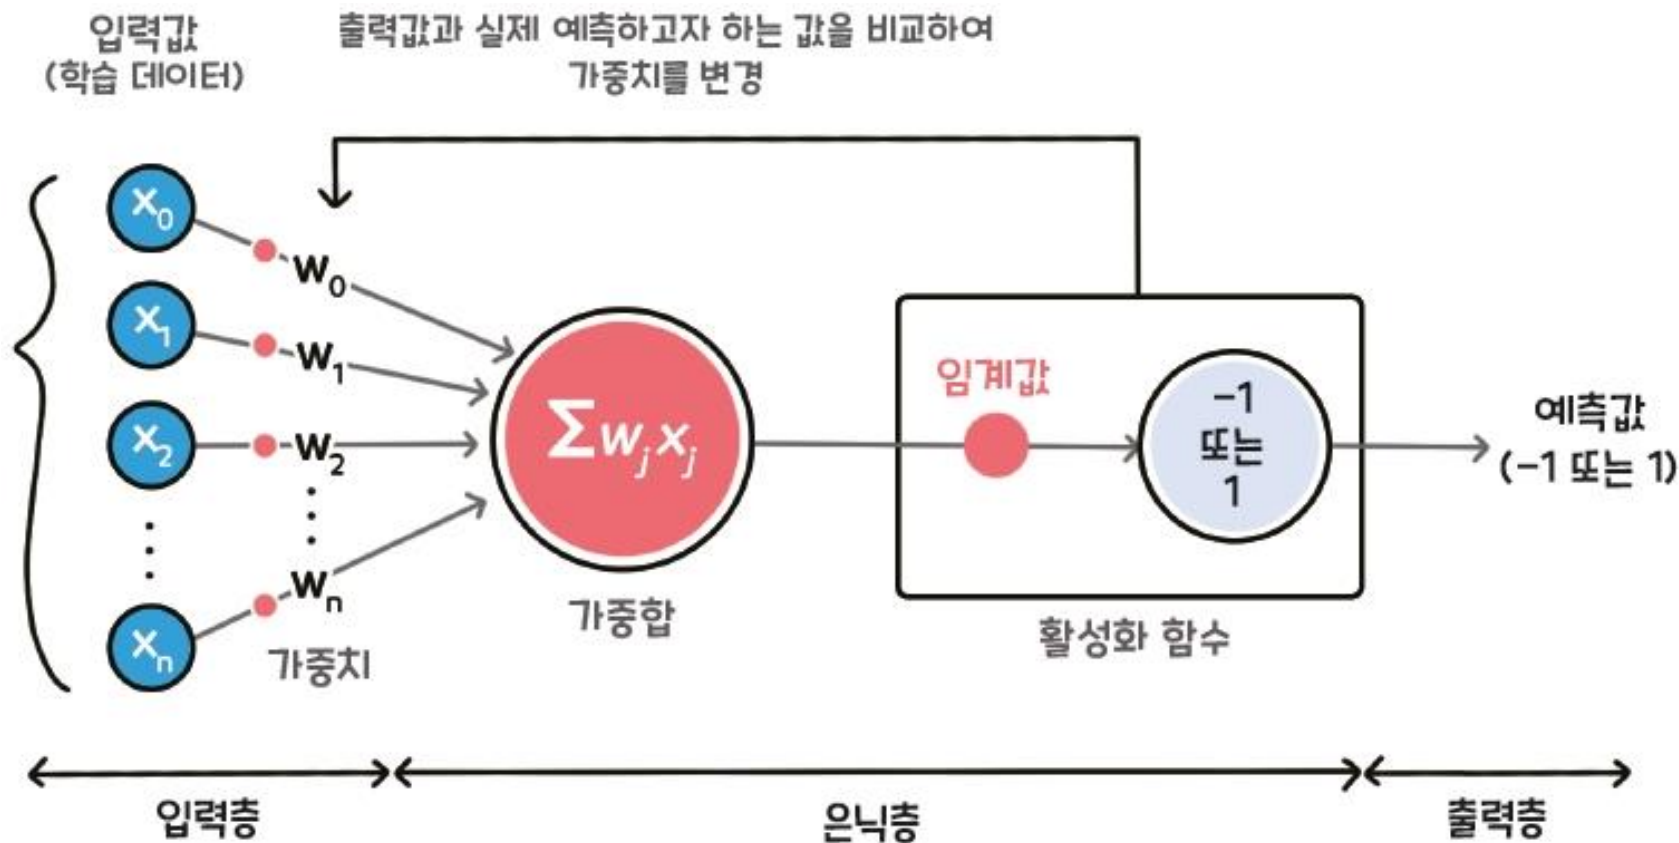 입력값
(학습 데이터)
출력값과 실제 예측하고자 하는 값을 비교하여
가중치를 변경
x₀
w₀
x₁
w₁
x₂
w₂
xₙ
wₙ
가중치
Σwⱼxⱼ
가중합
임계값
-1
또는
1
활성화 함수
예측값
(-1 또는 1)
입력층
은닉층
출력층